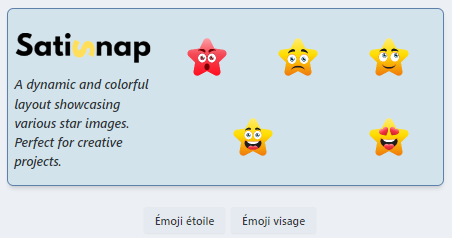 Satisnap
A dynamic and colorful
layout showcasing
various star images.
Perfect for creative
projects.
Émoji étoile
Émoji visage